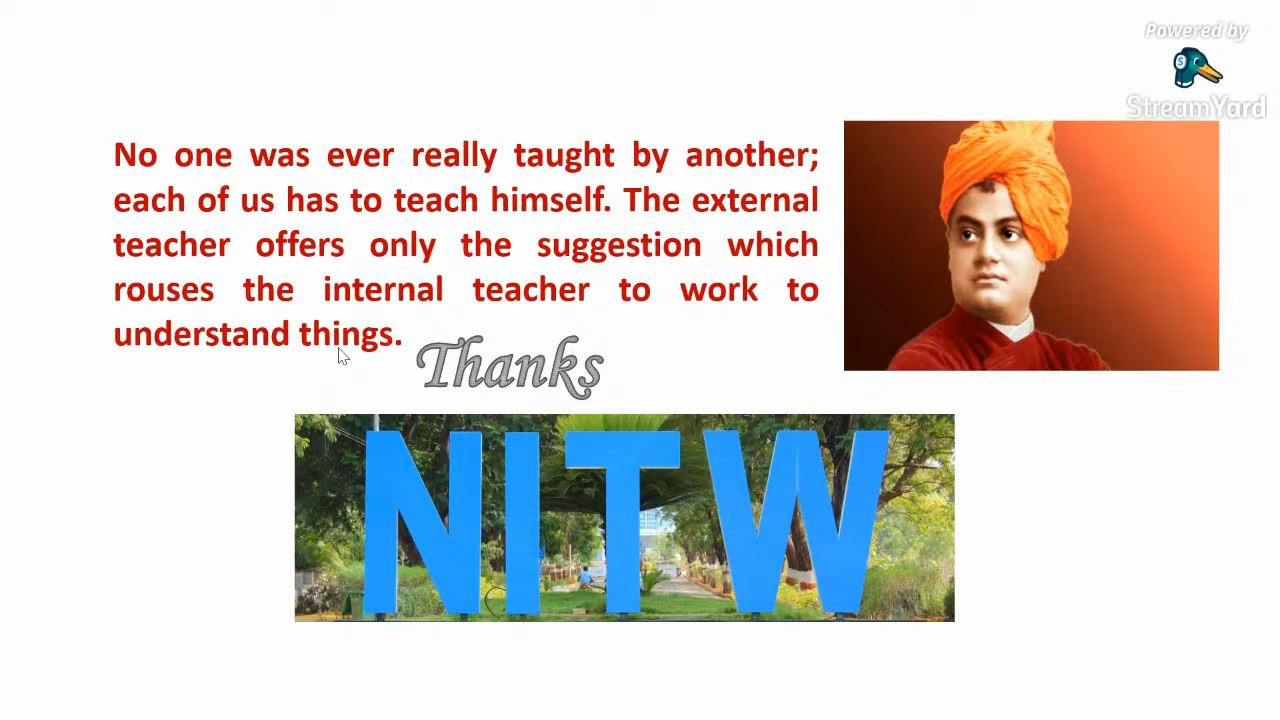 Powered by
StreamYard
No one was ever really taught by another;
each of us has to teach himself. The external
teacher offers only the suggestion which
rouses the internal teacher to work to
understand things.
Thanks
NITW